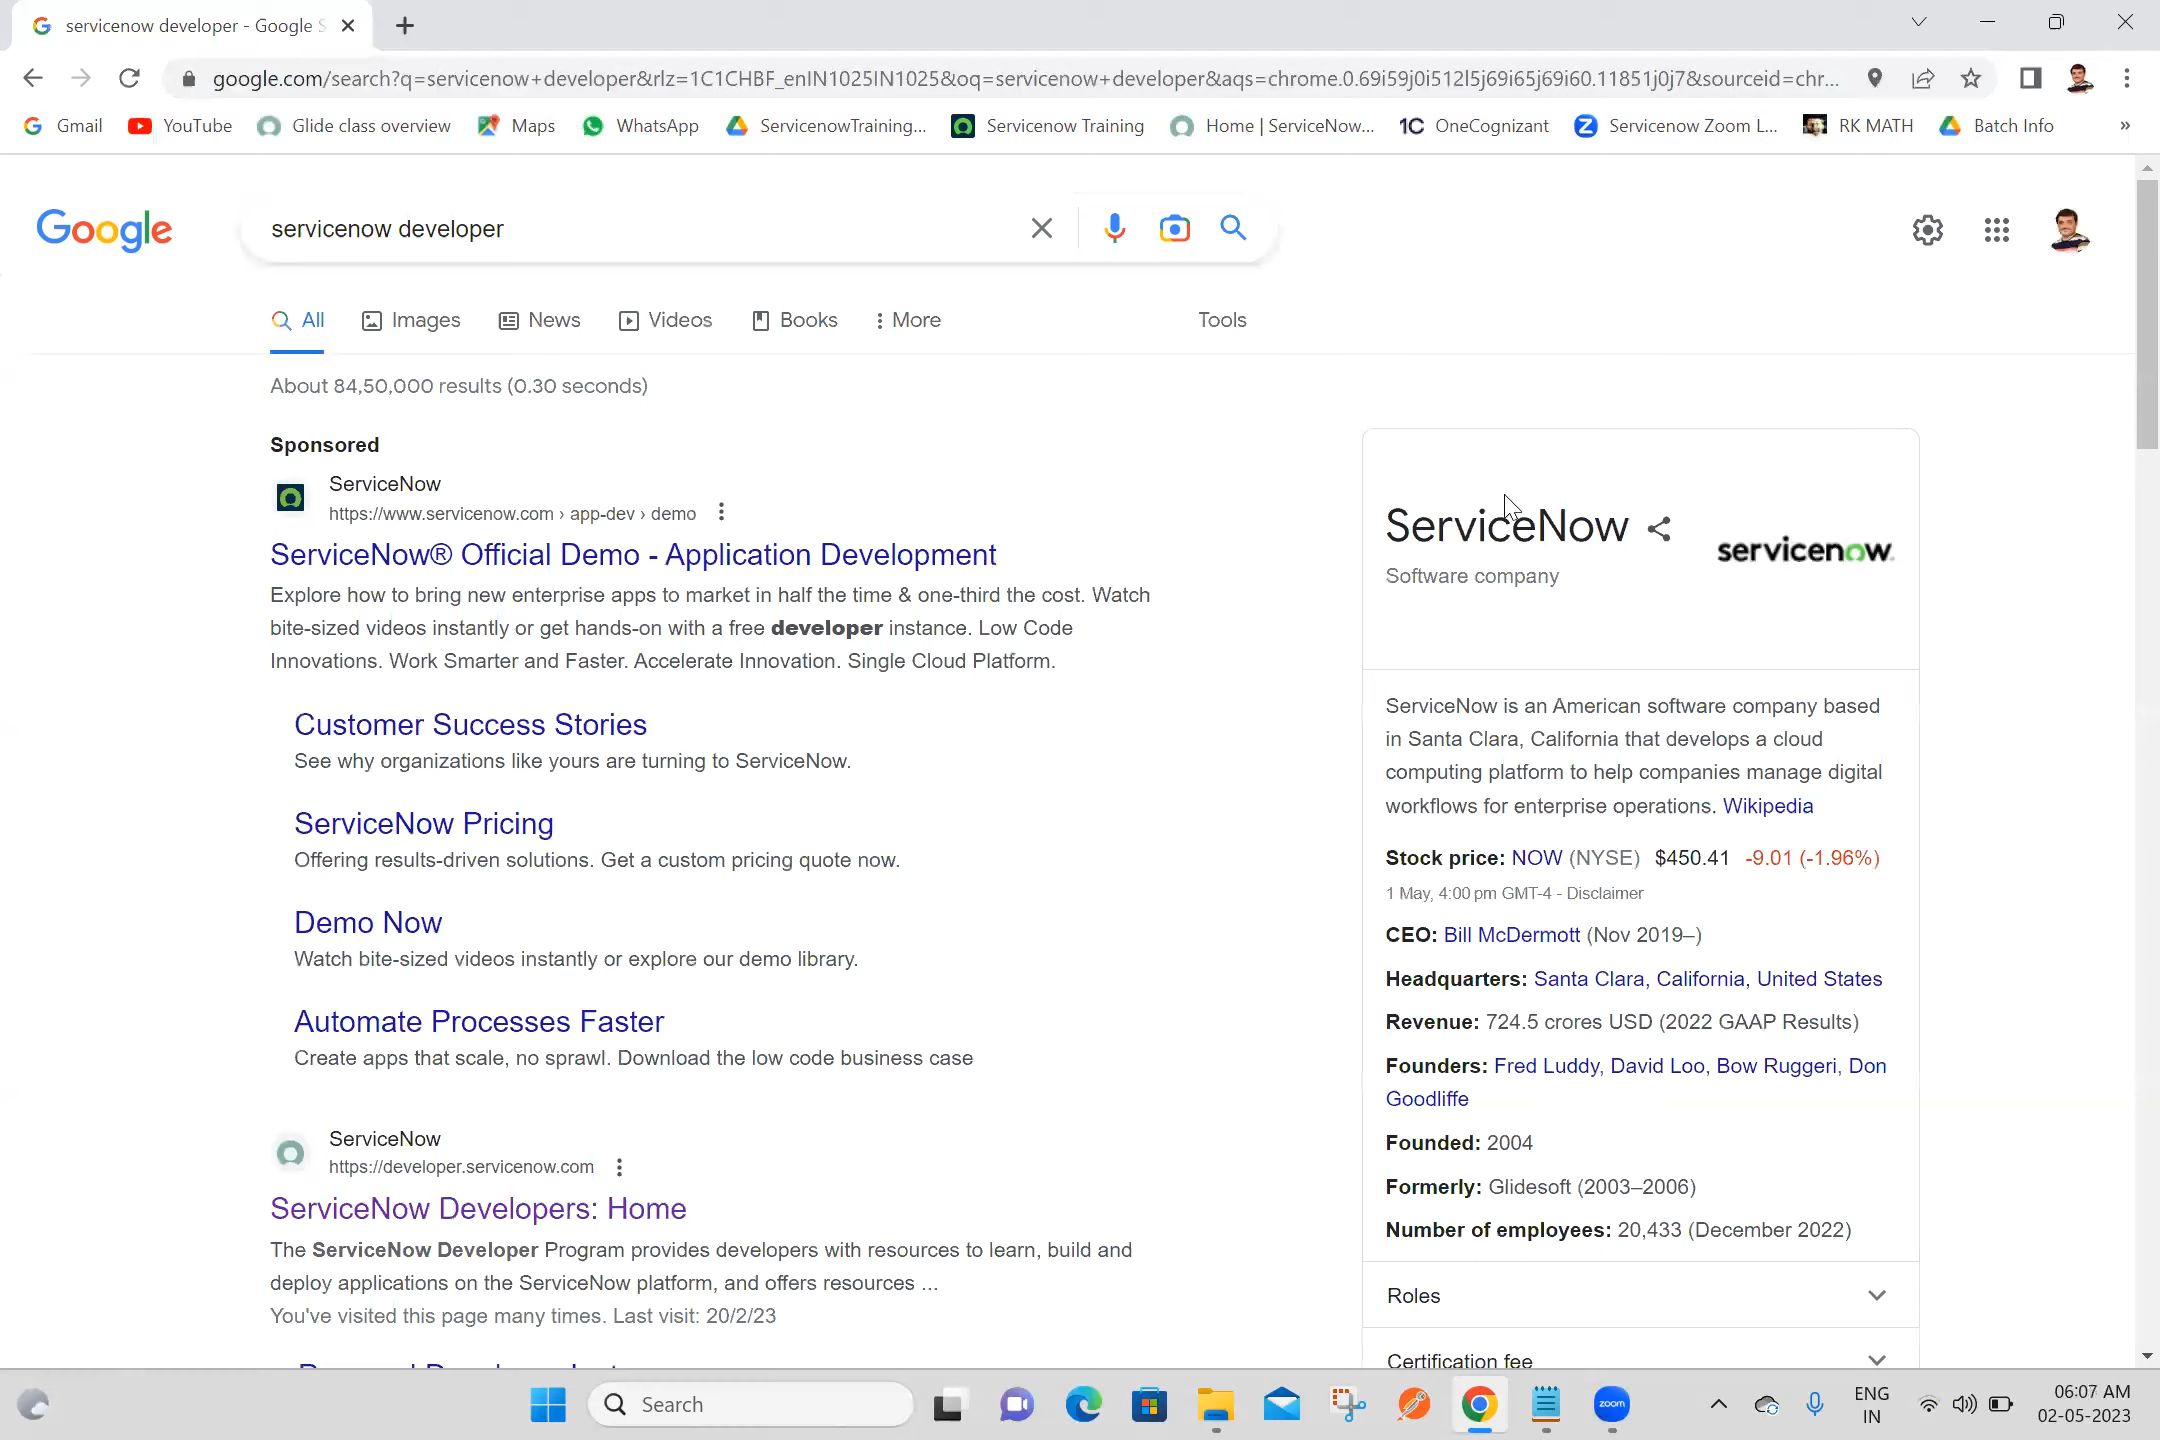 servicenow developer - Google S
google.com/search?q=servicenow+developer&rlz=1C1CHBF_enIN1025IN1025&oq=servicenow+developer&aqs=chrome.0.69i59j0i512l5j69i65j69i60.11851j0j7&sourceid=chr...
Gmail YouTube Glide class overview Maps WhatsApp ServicenowTraining... Servicenow Training Home | ServiceNow... 1C OneCognizant Servicenow Zoom L... RK MATH Batch Info »
Google
servicenow developer
All Images News Videos Books More Tools
About 84,50,000 results (0.30 seconds)
Sponsored
ServiceNow
https://www.servicenow.com › app-dev › demo
ServiceNow® Official Demo - Application Development
Explore how to bring new enterprise apps to market in half the time & one-third the cost. Watch
bite-sized videos instantly or get hands-on with a free developer instance. Low Code
Innovations. Work Smarter and Faster. Accelerate Innovation. Single Cloud Platform.
Customer Success Stories
See why organizations like yours are turning to ServiceNow.
ServiceNow Pricing
Offering results-driven solutions. Get a custom pricing quote now.
Demo Now
Watch bite-sized videos instantly or explore our demo library.
Automate Processes Faster
Create apps that scale, no sprawl. Download the low code business case
ServiceNow
https://developer.servicenow.com
ServiceNow Developers: Home
The ServiceNow Developer Program provides developers with resources to learn, build and
deploy applications on the ServiceNow platform, and offers resources ...
You've visited this page many times. Last visit: 20/2/23
ServiceNow
servicenow.
Software company
ServiceNow is an American software company based
in Santa Clara, California that develops a cloud
computing platform to help companies manage digital
workflows for enterprise operations. Wikipedia
Stock price: NOW (NYSE) $450.41 -9.01 (-1.96%)
1 May, 4:00 pm GMT-4 - Disclaimer
CEO: Bill McDermott (Nov 2019–)
Headquarters: Santa Clara, California, United States
Revenue: 724.5 crores USD (2022 GAAP Results)
Founders: Fred Luddy, David Loo, Bow Ruggeri, Don
Goodliffe
Founded: 2004
Formerly: Glidesoft (2003–2006)
Number of employees: 20,433 (December 2022)
Roles
Certification fee
Search
zoom
ENG
IN
06:07 AM
02-05-2023